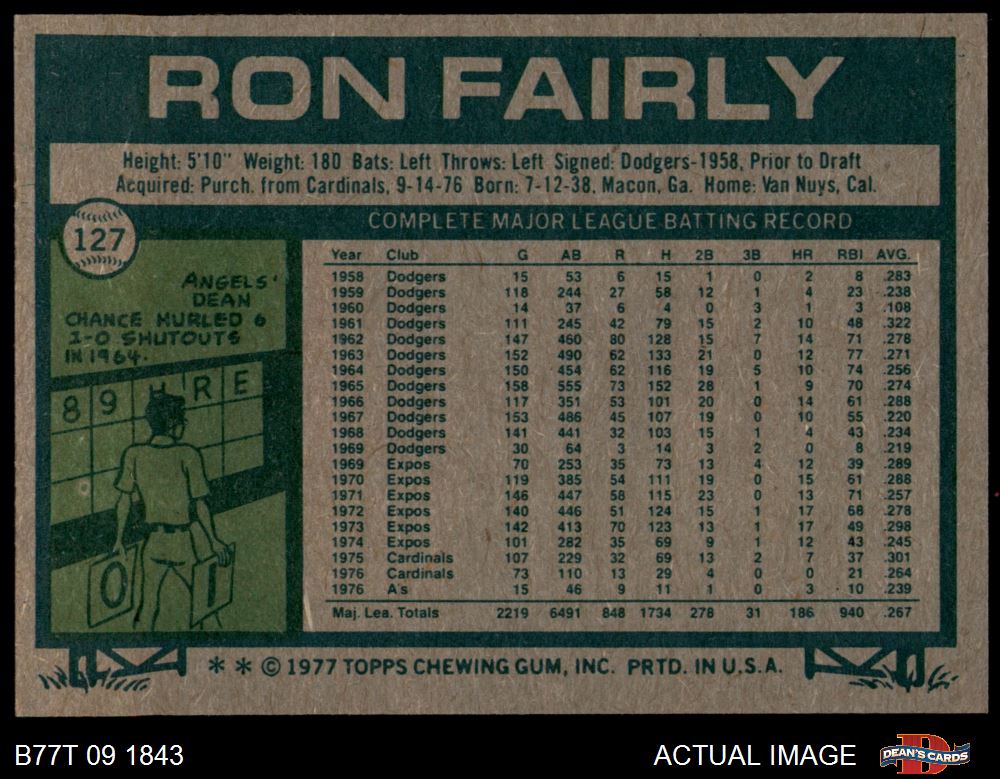 RON FAIRLY
Height: 5'10" Weight: 180 Bats: Left Throws: Left Signed: Dodgers-1958, Prior to Draft
Acquired: Purch. from Cardinals, 9-14-76 Born: 7-12-38, Macon, Ga. Home: Van Nuys, Cal.
127
COMPLETE MAJOR LEAGUE BATTING RECORD
ANGELS'
DEAN
CHANCE HURLED 6
1-0 SHUTOUTS
IN 1964.
8 9 H R E
0 1
Year Club G AB R H 2B 3B HR RBI AVG.
1958 Dodgers 15 53 6 15 1 0 2 8 .283
1959 Dodgers 118 244 27 58 12 1 4 23 .238
1960 Dodgers 14 37 6 4 0 3 1 3 .108
1961 Dodgers 111 245 42 79 15 2 10 48 .322
1962 Dodgers 147 460 80 128 15 7 14 71 .278
1963 Dodgers 152 490 62 133 21 0 12 77 .271
1964 Dodgers 150 454 62 116 19 5 10 74 .256
1965 Dodgers 158 555 73 152 28 1 9 70 .274
1966 Dodgers 117 351 53 101 20 0 14 61 .288
1967 Dodgers 153 486 45 107 19 0 10 55 .220
1968 Dodgers 141 441 32 103 15 1 4 43 .234
1969 Dodgers 30 64 3 14 3 2 0 8 .219
1969 Expos 70 253 35 73 13 4 12 39 .289
1970 Expos 119 385 54 111 19 0 15 61 .288
1971 Expos 146 447 58 115 23 0 13 71 .257
1972 Expos 140 446 51 124 15 1 17 68 .278
1973 Expos 142 413 70 123 13 1 17 49 .298
1974 Expos 101 282 35 69 9 1 12 43 .245
1975 Cardinals 107 229 32 69 13 2 7 37 .301
1976 Cardinals 73 110 13 29 4 0 0 21 .264
1976 A's 15 46 9 11 1 0 3 10 .239
Maj. Lea. Totals 2219 6491 848 1734 278 31 186 940 .267
* * © 1977 TOPPS CHEWING GUM, INC. PRTD. IN U.S.A.
B77T 09 1843
ACTUAL IMAGE
DEAN'S CARDS